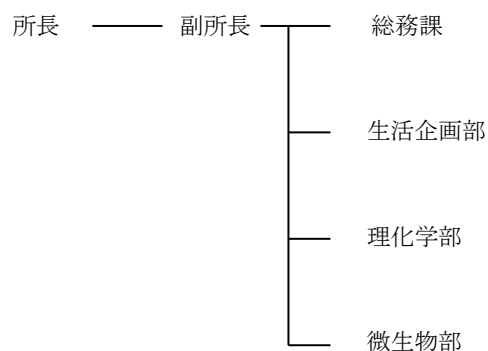 所長 副所長 総務課
生活企画部
理化学部
微生物部